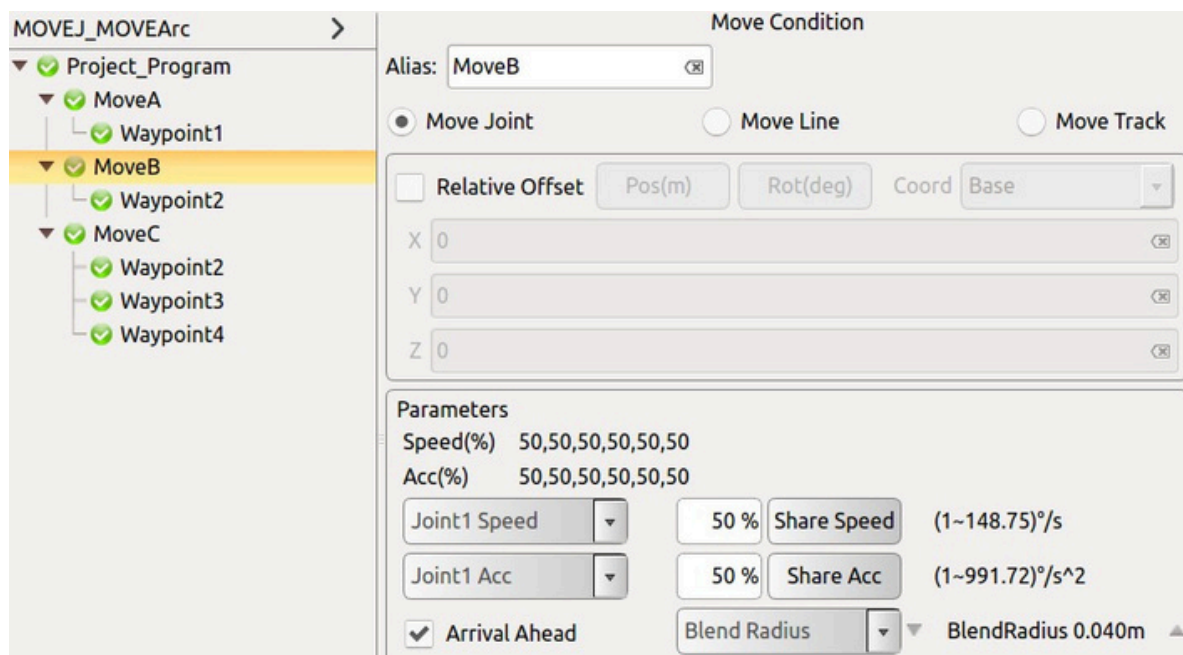 MOVEJ_MOVEArc
Project_Program
MoveA
Waypoint1
MoveB
Waypoint2
MoveC
Waypoint2
Waypoint3
Waypoint4
Move Condition
Alias: MoveB
Move Joint Move Line Move Track
Relative Offset Pos(m) Rot(deg) Coord Base
X 0
Y 0
Z 0
Parameters
Speed(%) 50,50,50,50,50,50
Acc(%) 50,50,50,50,50,50
Joint1 Speed 50 % Share Speed (1~148.75)°/s
Joint1 Acc 50 % Share Acc (1~991.72)°/s^2
Arrival Ahead Blend Radius BlendRadius 0.040m